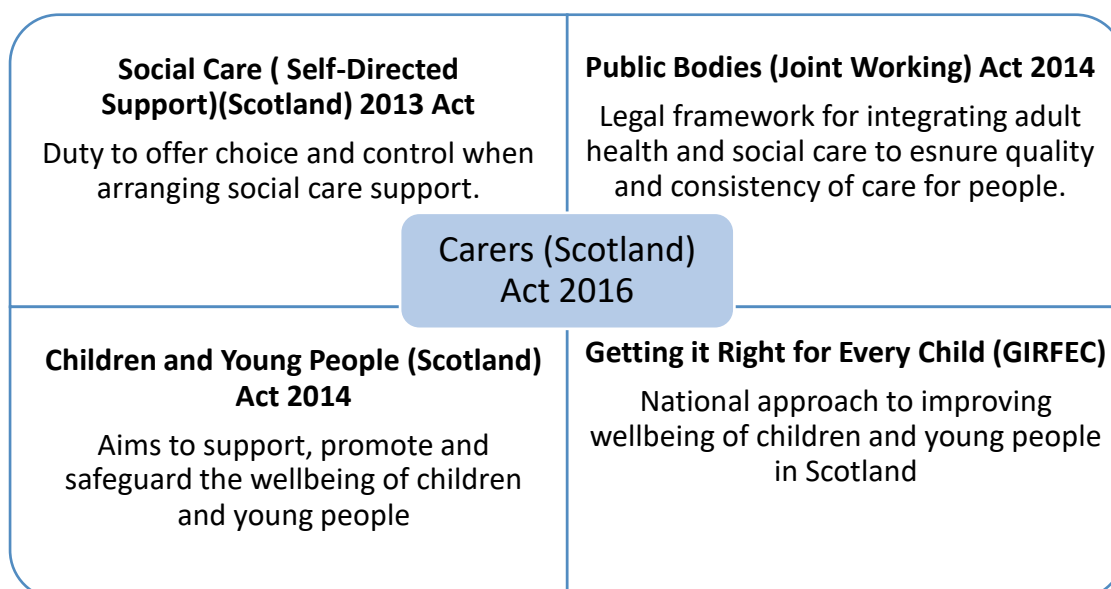 Social Care ( Self-Directed
Support)(Scotland) 2013 Act
Duty to offer choice and control when
arranging social care support.
Public Bodies (Joint Working) Act 2014
Legal framework for integrating adult
health and social care to esnure quality
and consistency of care for people.
Carers (Scotland)
Act 2016
Children and Young People (Scotland)
Act 2014
Aims to support, promote and
safeguard the wellbeing of children
and young people
Getting it Right for Every Child (GIRFEC)
National approach to improving
wellbeing of children and young people
in Scotland